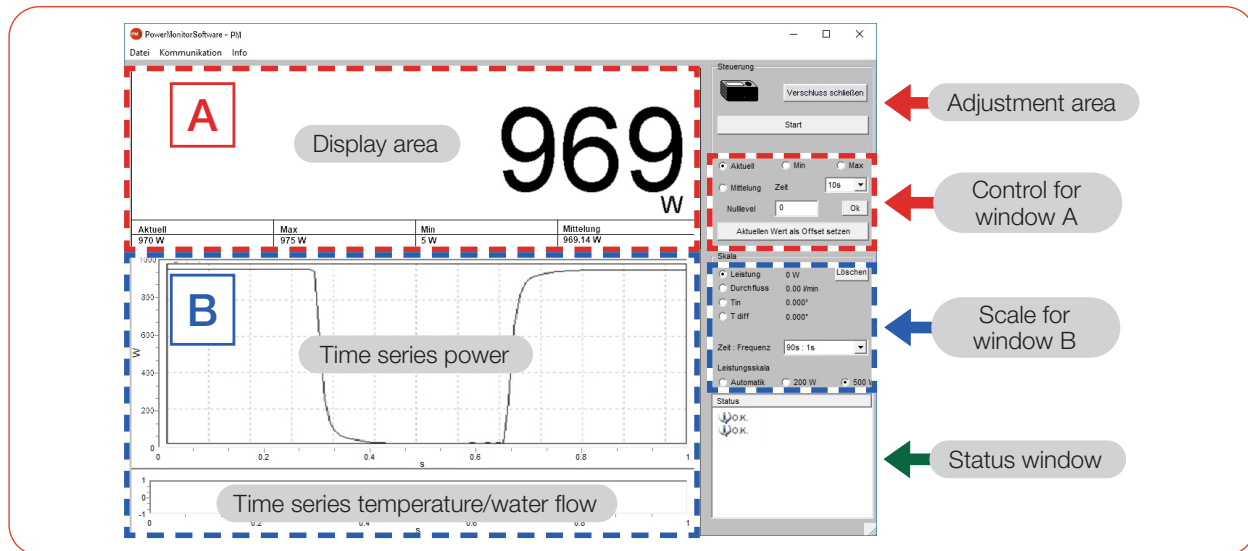 PowerMonitorSoftware - PM
Datei Kommunikation Info
A
Display area
969
W
Aktuell Max Min Mittelung
970 W 975 W 5 W 969.14 W
B
Time series power
1000
800
600
400
200
0
W
0 0.2 0.4 0.6 0.8 1
s
Time series temperature/water flow
1
0
-1
0 0.2 0.4 0.6 0.8 1
s
Steuerung
Verschluss schließen
Start
Aktuell Min Max
Mittelung Zeit 10s
Nulllevel 0 Ok
Aktuellen Wert als Offset setzen
Skala
Leistung 0 W Löschen
Durchfluss 0.00 l/min
Tin 0.000°
T diff 0.000°
Zeit : Frequenz 90s : 1s
Leistungsskala
Automatik 200 W 500 W
Status
O.K.
O.K.
Adjustment area
Control for
window A
Scale for
window B
Status window